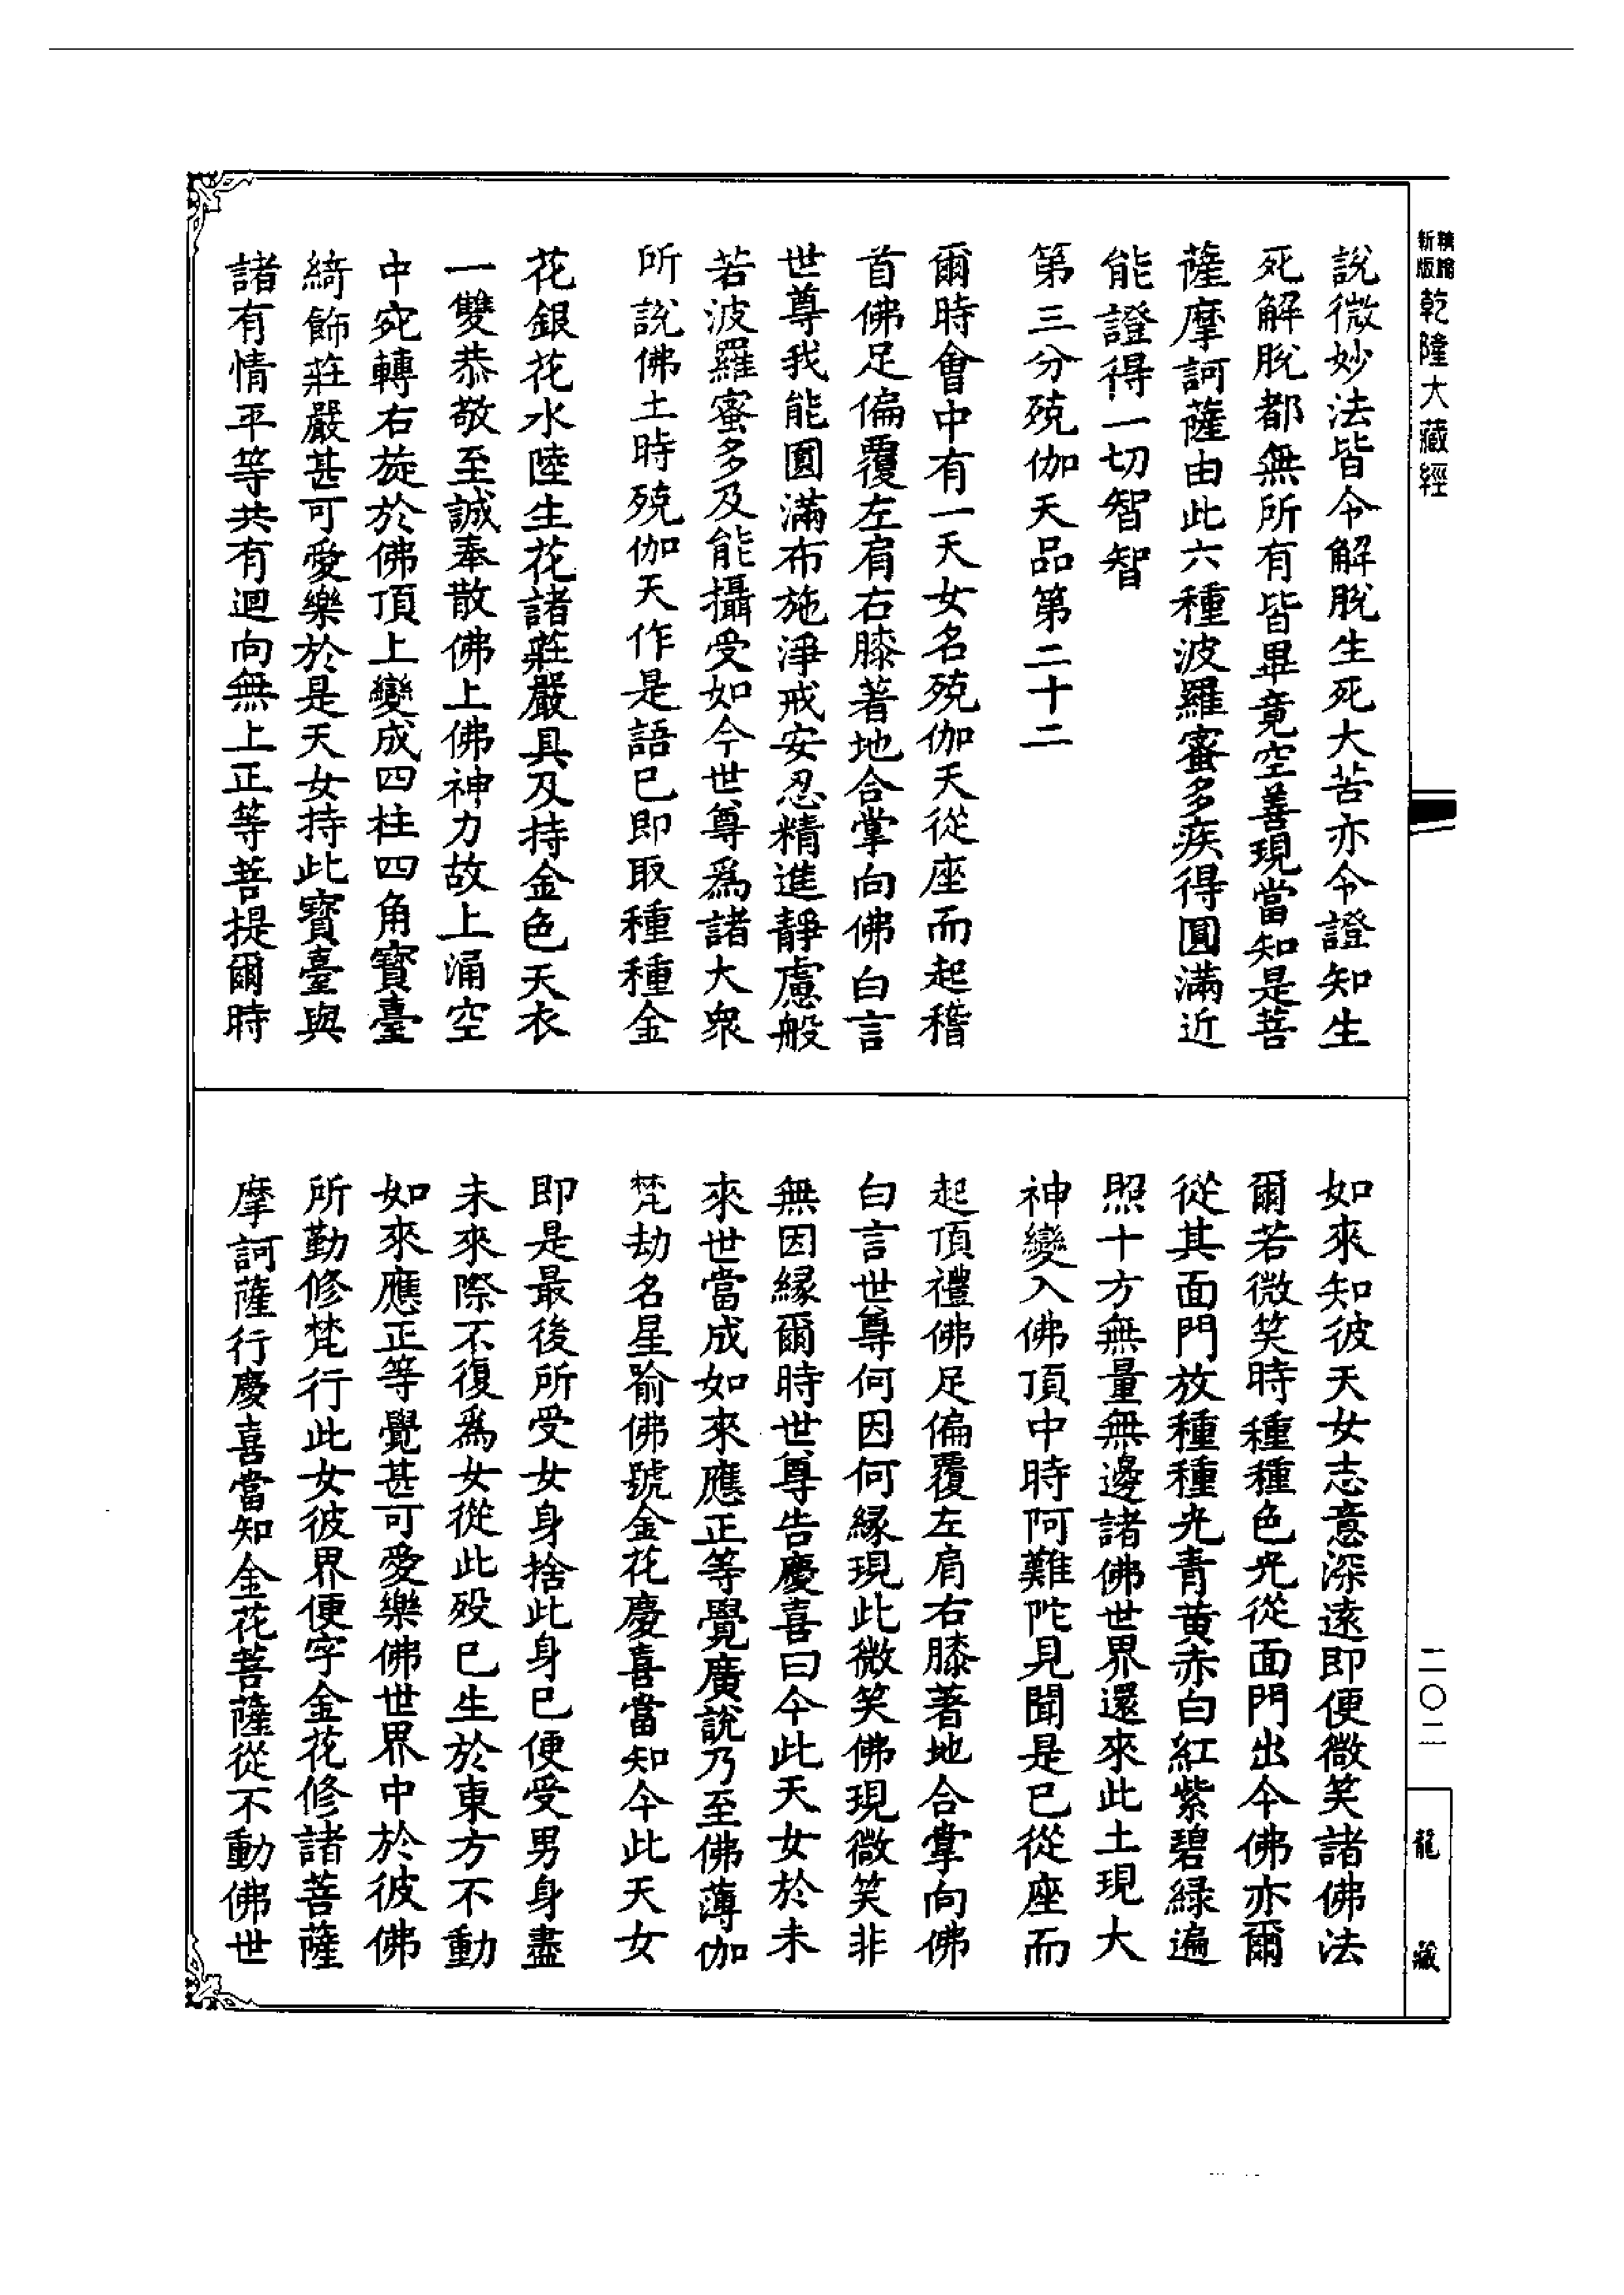 新版
精縮
乾隆大藏經
說微妙法皆令解脫生死大苦亦令證知生
死解脫都無所有皆畢竟空善現當知是菩
薩摩訶薩由此六種波羅蜜多疾得圓滿近
能證得一切智智
第三分殑伽天品第二十二
爾時會中有一天女名殑伽天從座而起稽
首佛足偏覆左肩右膝著地合掌向佛白言
世尊我能圓滿布施淨戒安忍精進靜慮般
若波羅蜜多及能攝受如今世尊爲諸大衆
所說佛土時殑伽天作是語已即取種種金
花銀花水陸生花諸莊嚴具及持金色天衣
一雙恭敬至誠奉散佛上佛神力故上涌空
中宛轉右旋於佛頂上變成四柱四角寶臺
綺飾莊嚴甚可愛樂於是天女持此寶臺與
諸有情平等共有迴向無上正等菩提爾時
如來知彼天女志意深遠即便微笑諸佛法
爾若微笑時種種色光從面門出今佛亦爾
從其面門放種種光青黃赤白紅紫碧綠遍
照十方無量無邊諸佛世界還來此土現大
神變入佛頂中時阿難陀見聞是已從座而
起頂禮佛足偏覆左肩右膝著地合掌向佛
白言世尊何因何緣現此微笑佛現微笑非
無因緣爾時世尊告慶喜曰今此天女於未
來世當成如來應正等覺廣說乃至佛薄伽
梵劫名星喻佛號金花慶喜當知今此天女
即是最後所受女身捨此身已便受男身盡
未來際不復爲女從此歿已生於東方不動
如來應正等覺甚可愛樂佛世界中於彼佛
所勤修梵行此女彼界便字金花修諸菩薩
摩訶薩行慶喜當知金花菩薩從不動佛世
二〇二
龍藏